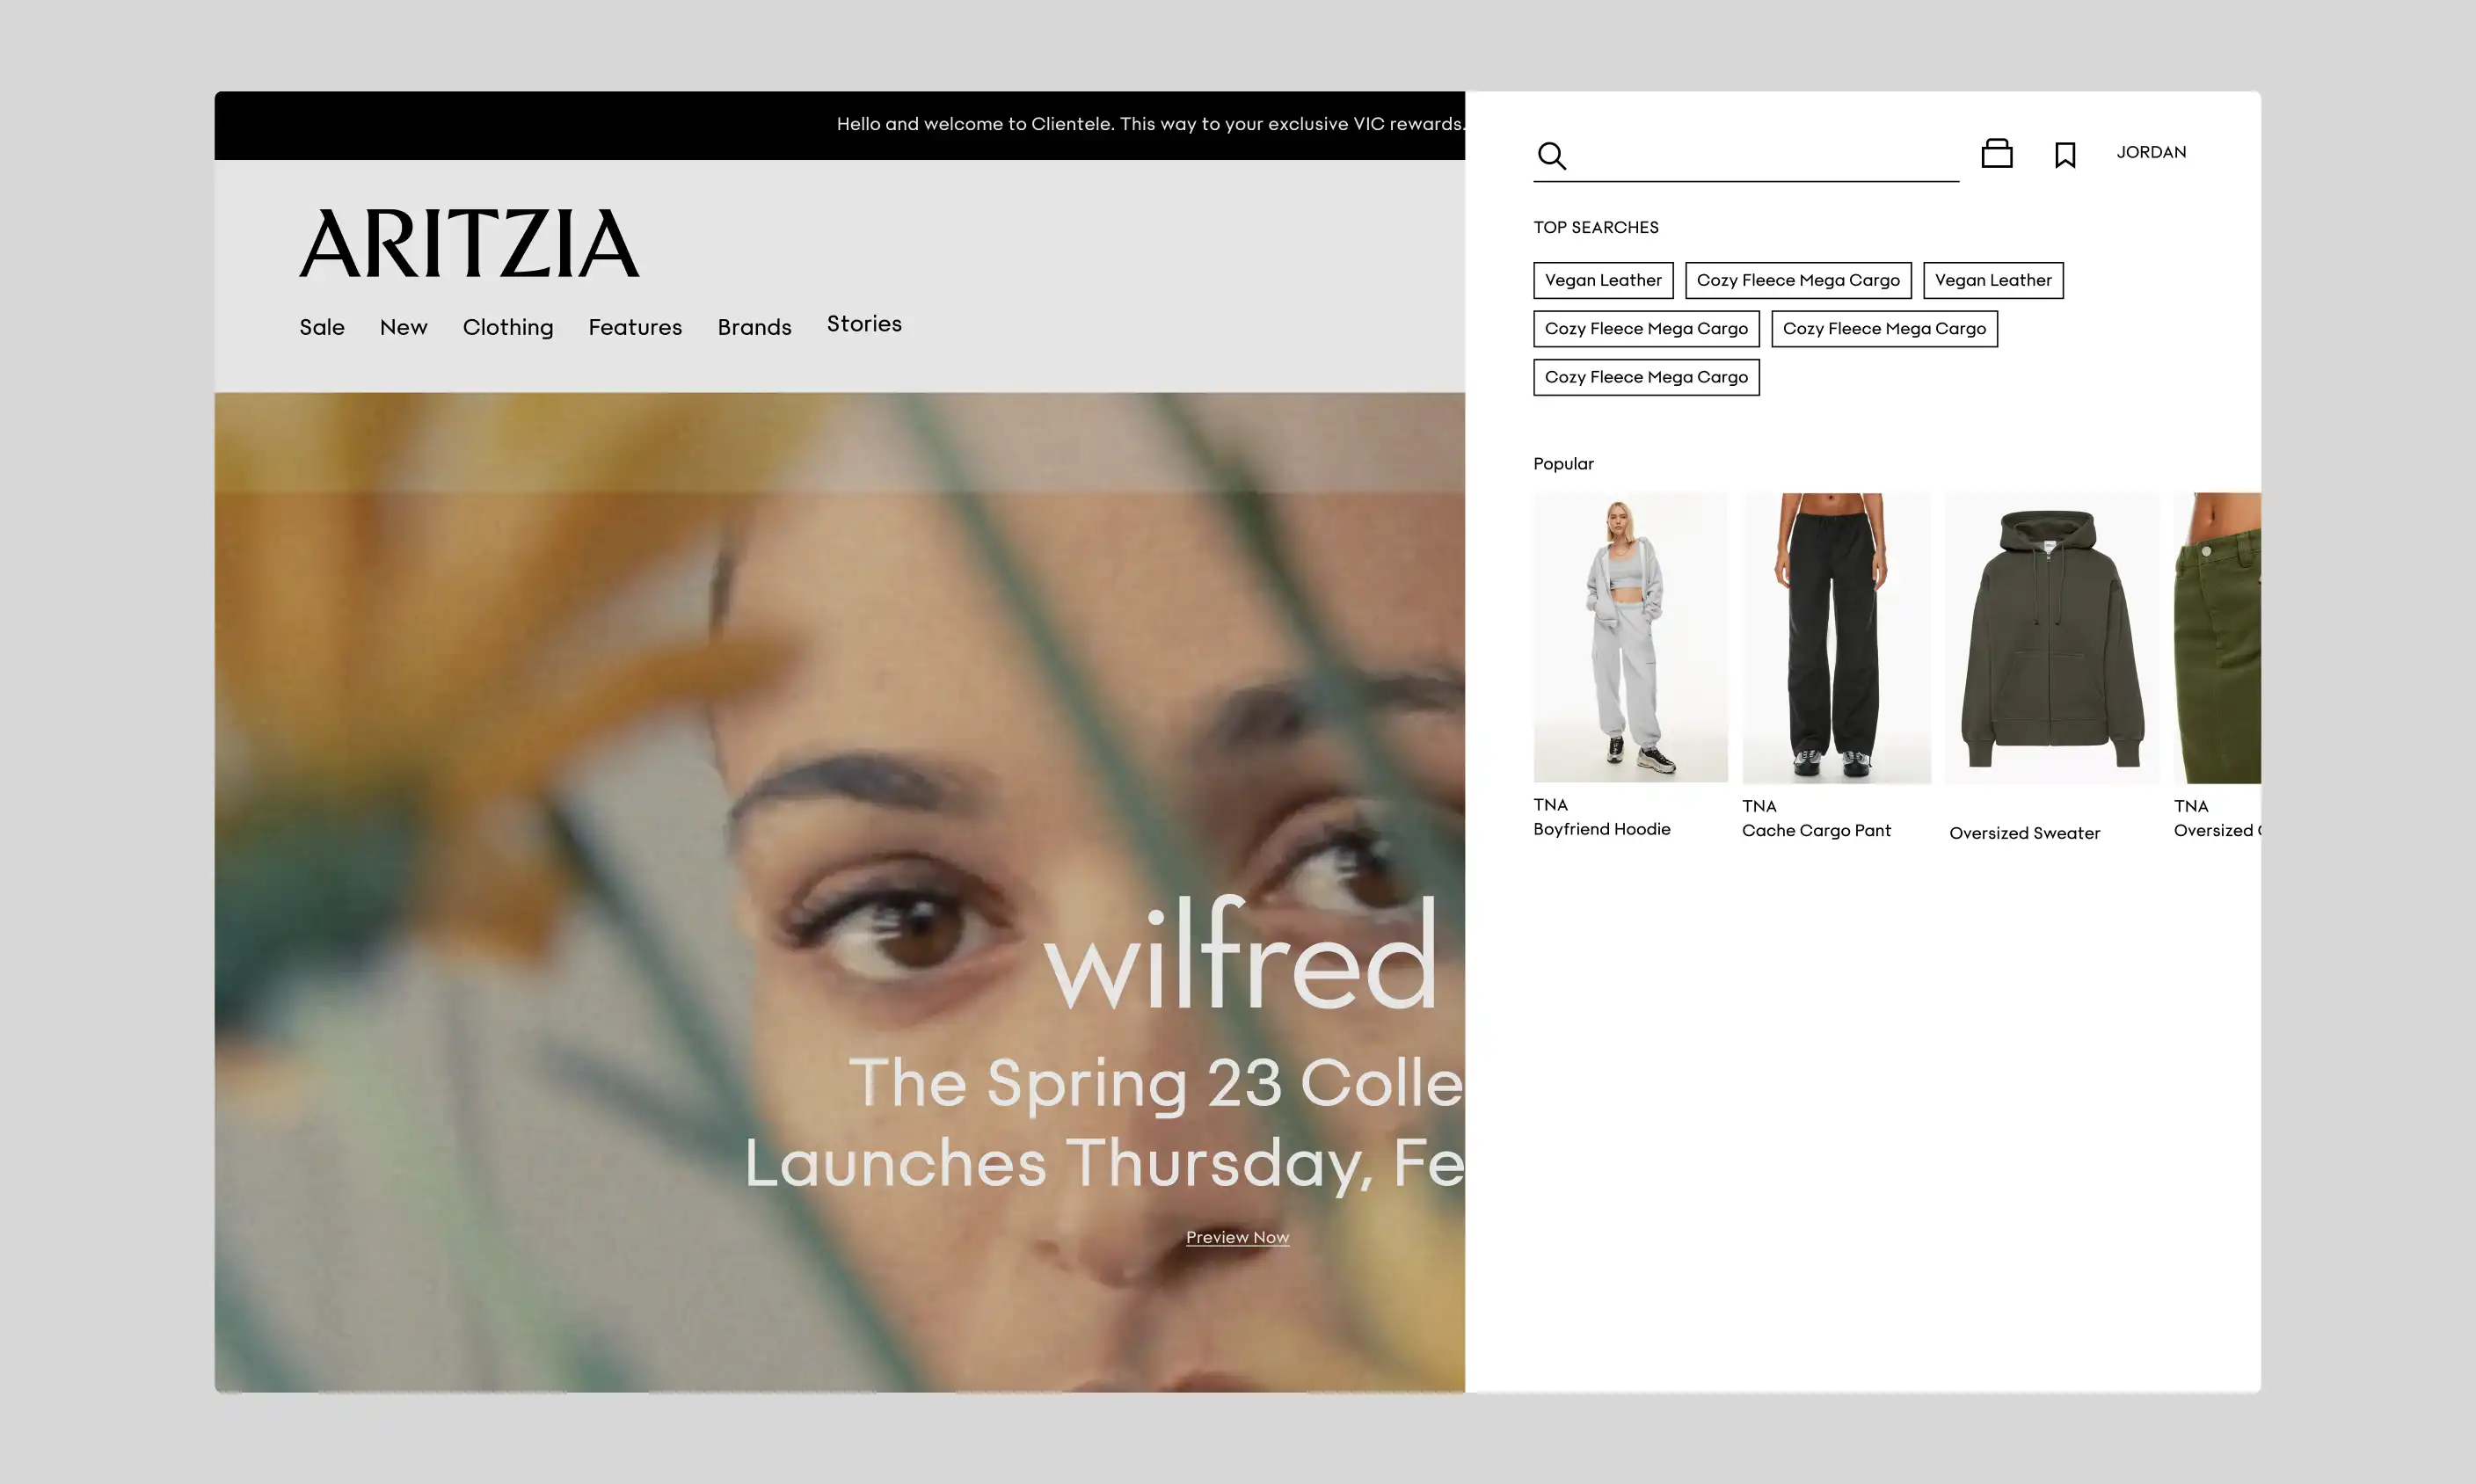 Hello and welcome to Clientele. This way to your exclusive VIC rewards.
ARITZIA
Sale New Clothing Features Brands Stories
wilfred
The Spring 23 Colle
Launches Thursday, Fe
Preview Now
JORDAN
TOP SEARCHES
Vegan Leather Cozy Fleece Mega Cargo Vegan Leather
Cozy Fleece Mega Cargo Cozy Fleece Mega Cargo
Cozy Fleece Mega Cargo
Popular
TNA
Boyfriend Hoodie
TNA
Cache Cargo Pant
Oversized Sweater
TNA
Oversized